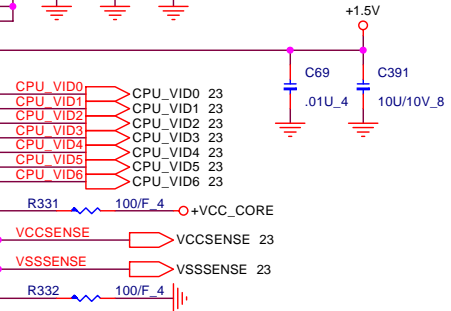 +1.5V
C69 C391
.01U_4 10U/10V_8
CPU_VID0 CPU_VID0 23
CPU_VID1 CPU_VID1 23
CPU_VID2 CPU_VID2 23
CPU_VID3 CPU_VID3 23
CPU_VID4 CPU_VID4 23
CPU_VID5 CPU_VID5 23
CPU_VID6 CPU_VID6 23
R331 100/F_4 +VCC_CORE
VCCSENSE VCCSENSE 23
VSSSENSE VSSSENSE 23
R332 100/F_4